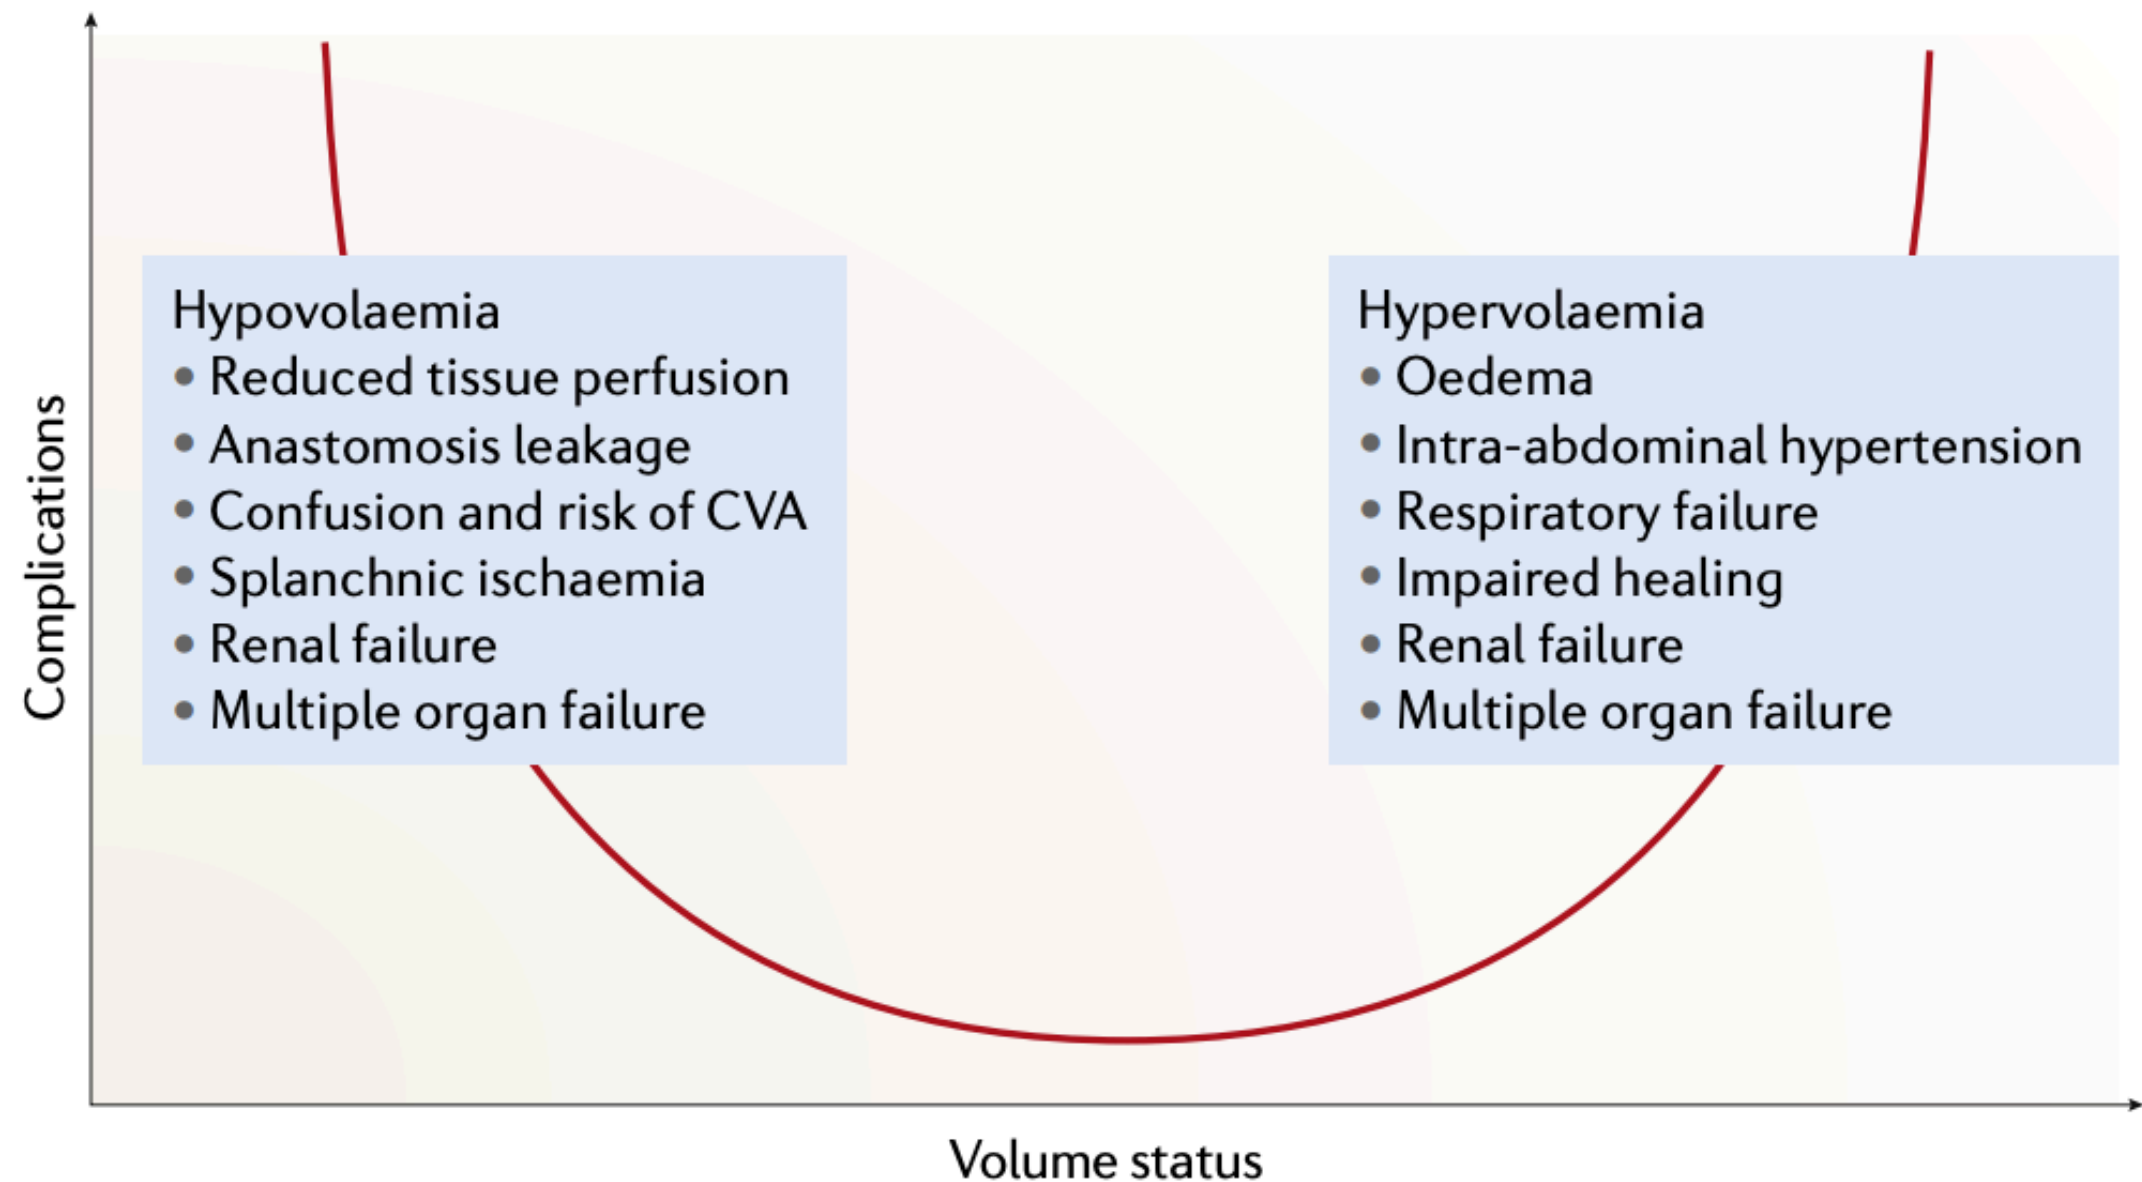 Complications
Hypovolaemia
• Reduced tissue perfusion
• Anastomosis leakage
• Confusion and risk of CVA
• Splanchnic ischaemia
• Renal failure
• Multiple organ failure
Hypervolaemia
• Oedema
• Intra-abdominal hypertension
• Respiratory failure
• Impaired healing
• Renal failure
• Multiple organ failure
Volume status